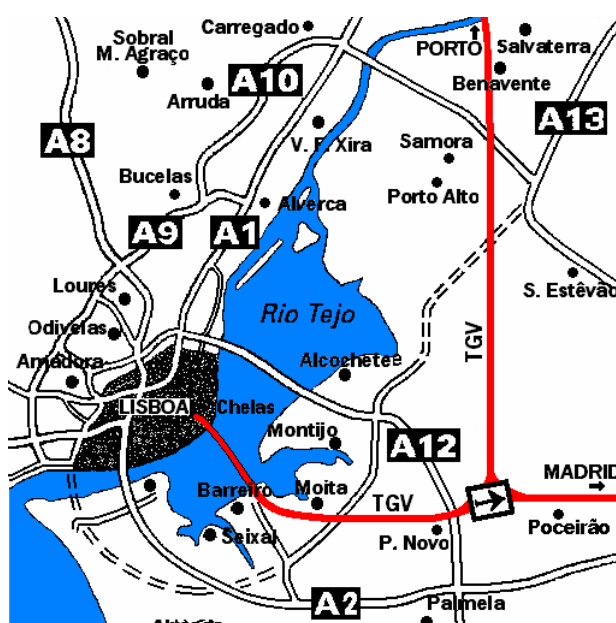 Carregado
PORTO
Salvaterra
Sobral
M. Agraço
A10
Arruda
Benavente
A13
A8
V. F. Xira
Samora
Bucelas
Porto Alto
Alverca
A9
A1
Loures
S. Estêvão
Rio Tejo
Odivelas
TGV
Amadora
Alcochetee
LISBOA
Chelas
Montijo
A12
MADRID
Barreiro
Moita
TGV
Poceirão
Seixal
P. Novo
A2
Palmela